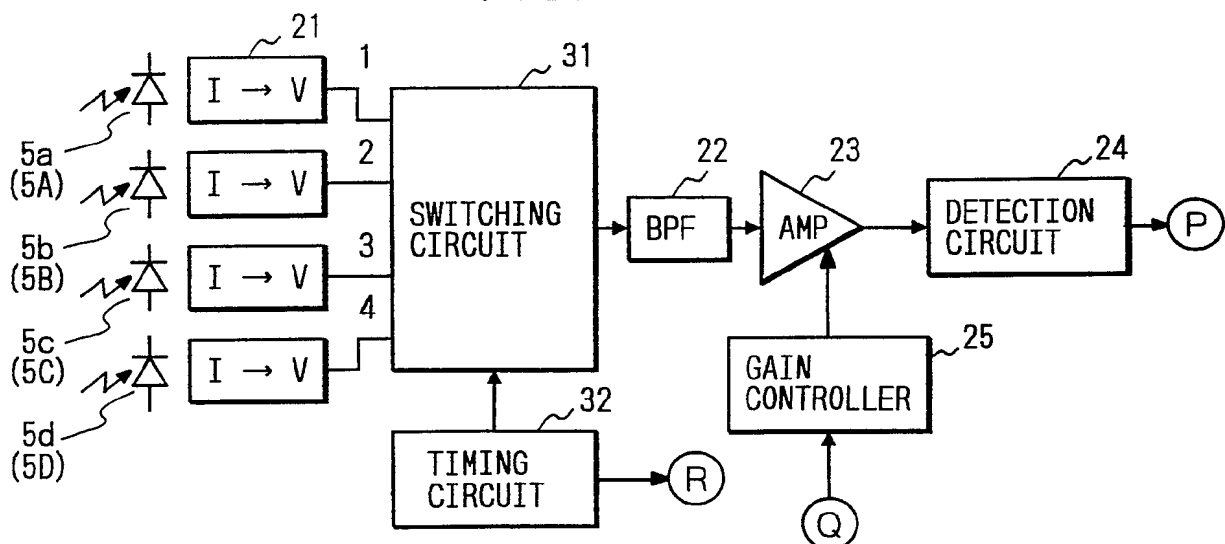 21
I → V
1
5a
(5A)
I → V
2
5b
(5B)
I → V
3
5c
(5C)
I → V
4
5d
(5D)
31
SWITCHING
CIRCUIT
32
TIMING
CIRCUIT
R
22
BPF
23
AMP
24
DETECTION
CIRCUIT
P
25
GAIN
CONTROLLER
Q